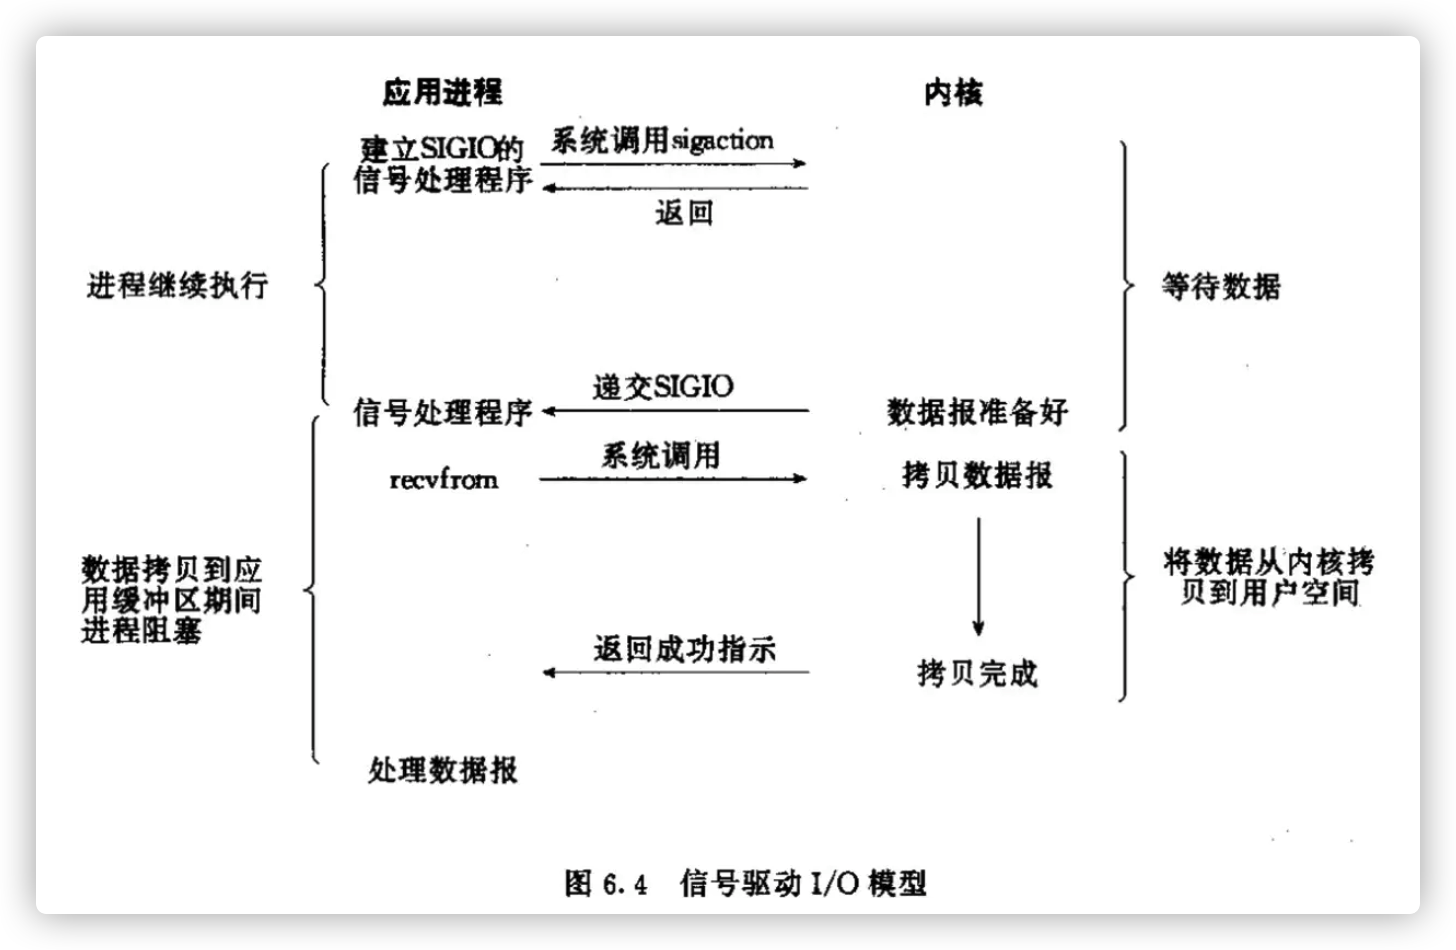 应用进程
内核
建立SIGIO的
信号处理程序
系统调用sigaction
返回
进程继续执行
等待数据
信号处理程序
递交SIGIO
数据报准备好
recvfrom
系统调用
拷贝数据报
数据拷贝到应
用缓冲区期间
进程阻塞
将数据从内核拷
贝到用户空间
返回成功指示
拷贝完成
处理数据报
图 6.4 信号驱动 I/O 模型